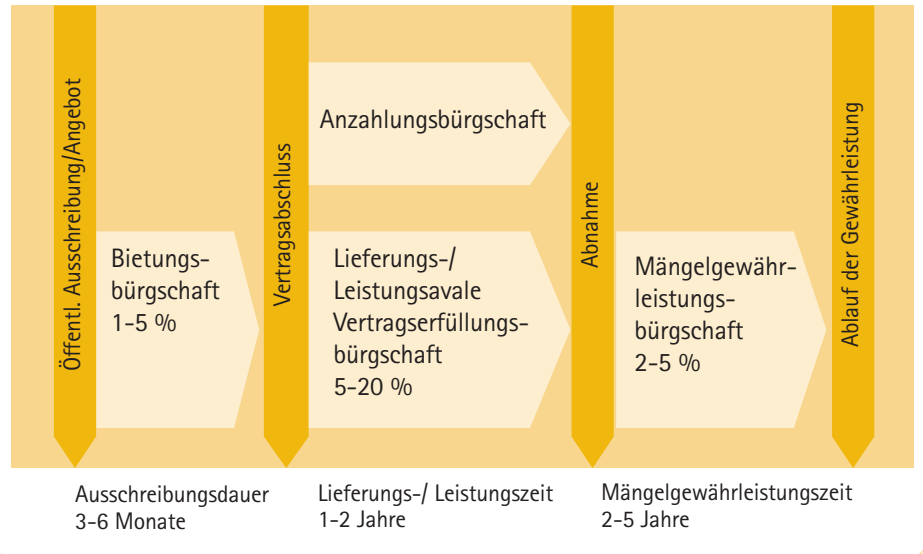 Öffentl. Ausschreibung/Angebot
Bietungs-
bürgschaft
1-5 %
Vertragsabschluss
Anzahlungsbürgschaft
Lieferungs-/
Leistungsavale
Vertragserfüllungs-
bürgschaft
5-20 %
Abnahme
Mängelgewähr-
leistungs-
bürgschaft
2-5 %
Ablauf der Gewährleistung
Ausschreibungsdauer
3-6 Monate
Lieferungs-/ Leistungszeit
1-2 Jahre
Mängelgewährleistungszeit
2-5 Jahre